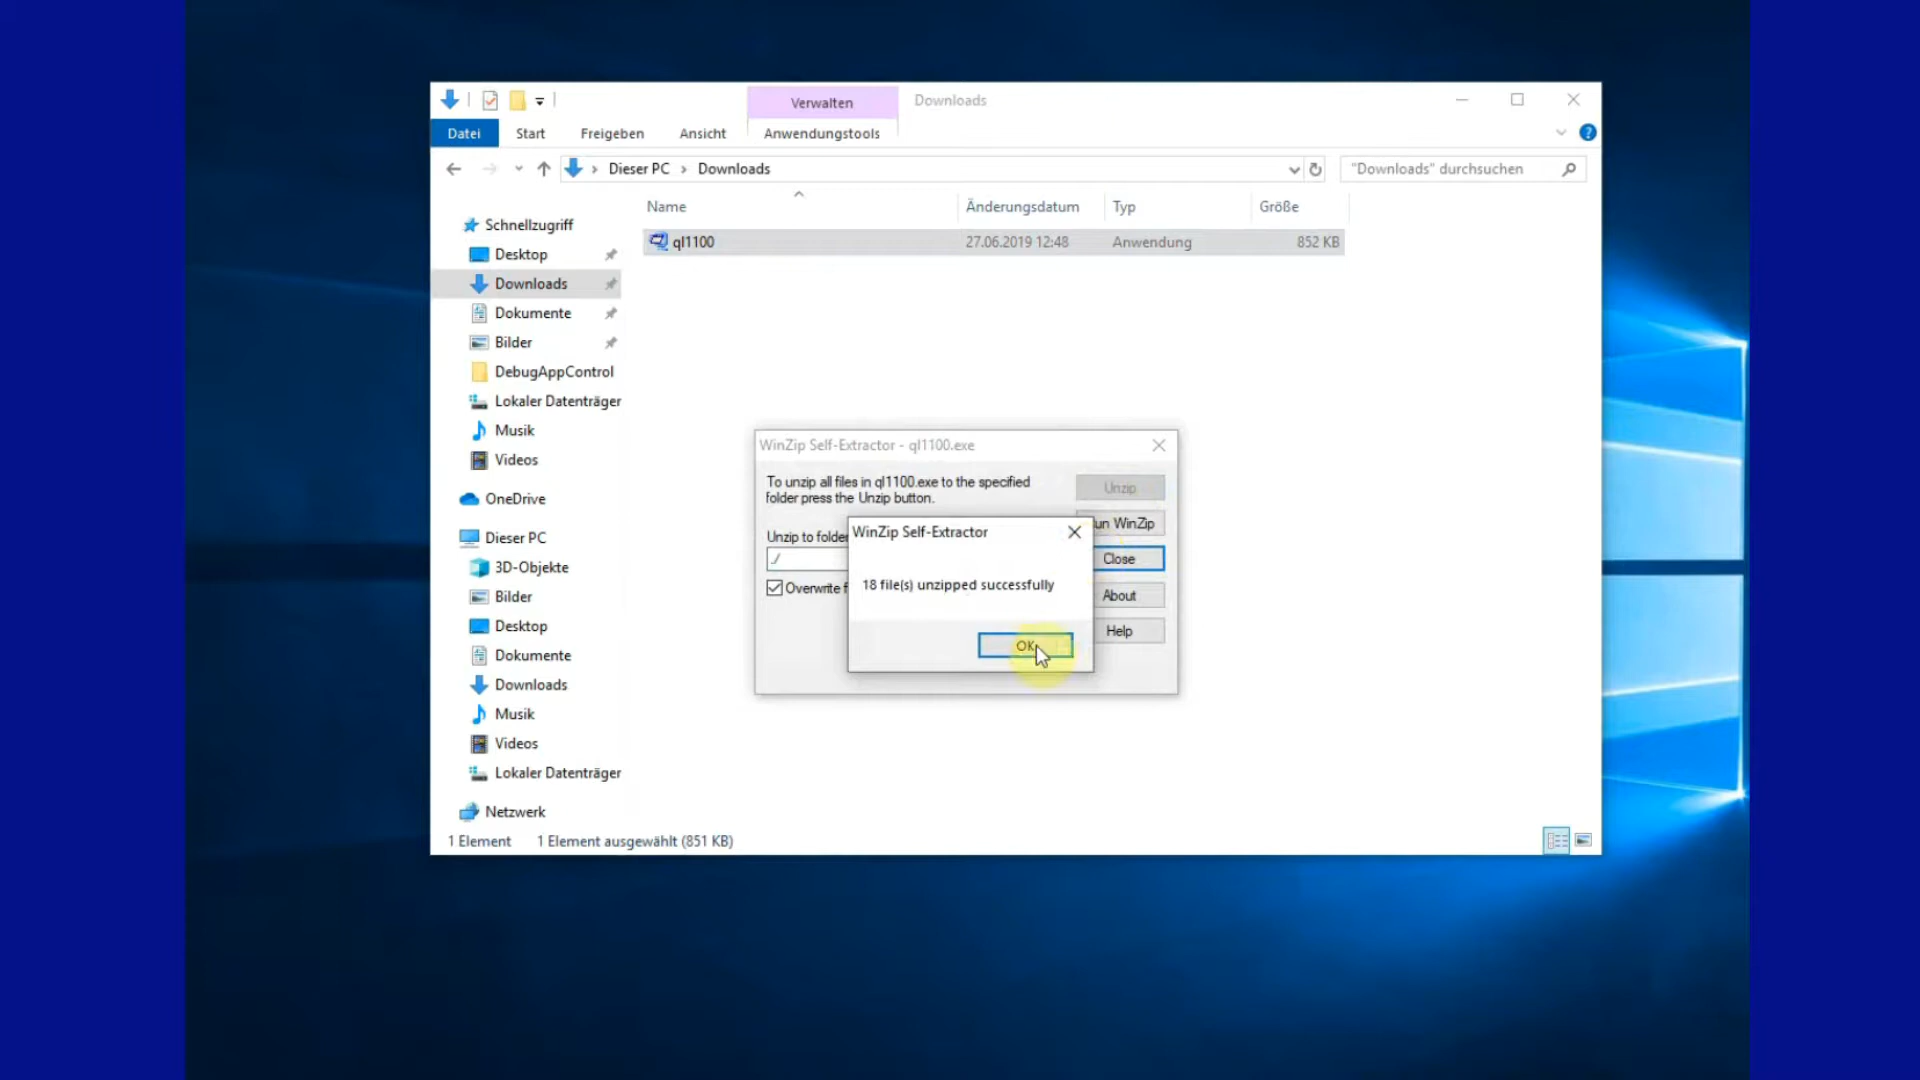 Verwalten
Downloads
Datei
Start
Freigeben
Ansicht
Anwendungstools
Dieser PC
Downloads
"Downloads" durchsuchen
Name
Änderungsdatum
Typ
Größe
ql1100
27.06.2019 12:48
Anwendung
852 KB
Schnellzugriff
Desktop
Downloads
Dokumente
Bilder
DebugAppControl
Lokaler Datenträger
Musik
Videos
OneDrive
Dieser PC
3D-Objekte
Bilder
Desktop
Dokumente
Downloads
Musik
Videos
Lokaler Datenträger
Netzwerk
WinZip Self-Extractor - ql1100.exe
To unzip all files in ql1100.exe to the specified
folder press the Unzip button.
Unzip to folder
./
Overwrite f
Unzip
un WinZip
Close
About
Help
WinZip Self-Extractor
18 file(s) unzipped successfully
OK
1 Element
1 Element ausgewählt (851 KB)